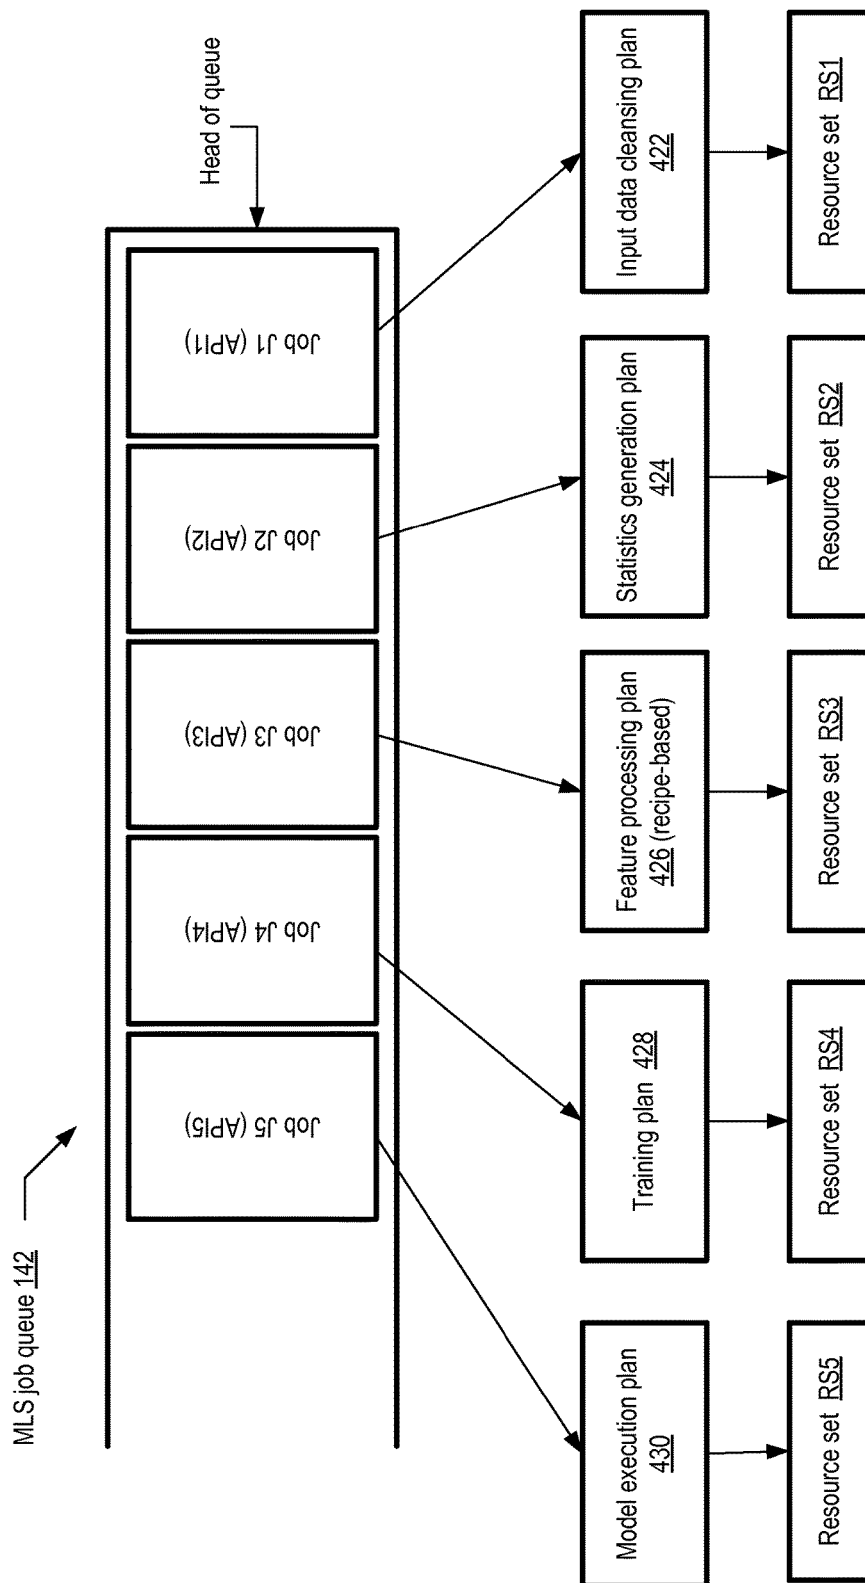 MLS job queue 142
Head of queue
Job J5 (API5)
Job J4 (API4)
Job J3 (API3)
Job J2 (API2)
Job J1 (API1)
Model execution plan
430
Training plan 428
Feature processing plan
426 (recipe-based)
Statistics generation plan
424
Input data cleansing plan
422
Resource set RS5
Resource set RS4
Resource set RS3
Resource set RS2
Resource set RS1